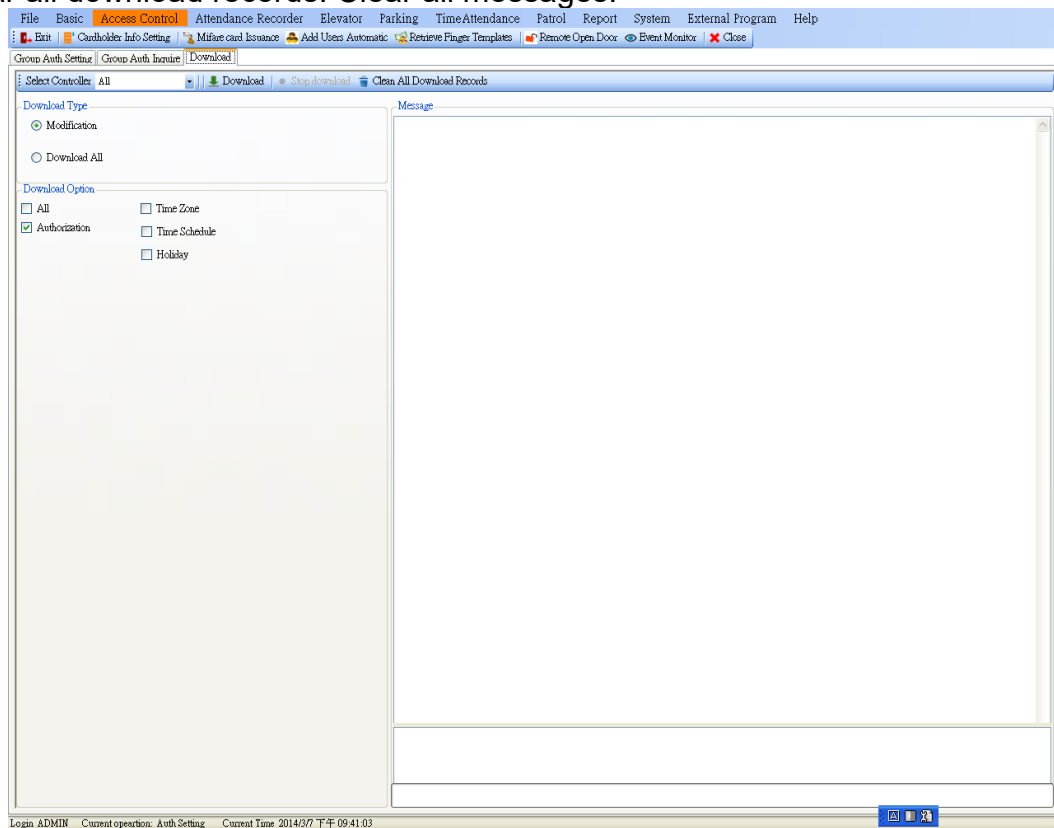 all download records. Clear all messages.
File Basic Access Control Attendance Recorder Elevator Parking TimeAttendance Patrol Report System External Program Help
Exit Cardholder Info Setting Mifare card Issuance Add Users Automatic Retrieve Finger Templates Remote Open Door Event Monitor Close
Group Auth Setting Group Auth Inquire Download
Select Controller All Download Stop download Clean All Download Records
Download Type
Modification
Download All
Download Option
All Time Zone
Authorization Time Schedule
Holiday
Message
A
Login ADMIN Current opeartion: Auth Setting Current Time 2014/3/7 下午 09:41:03